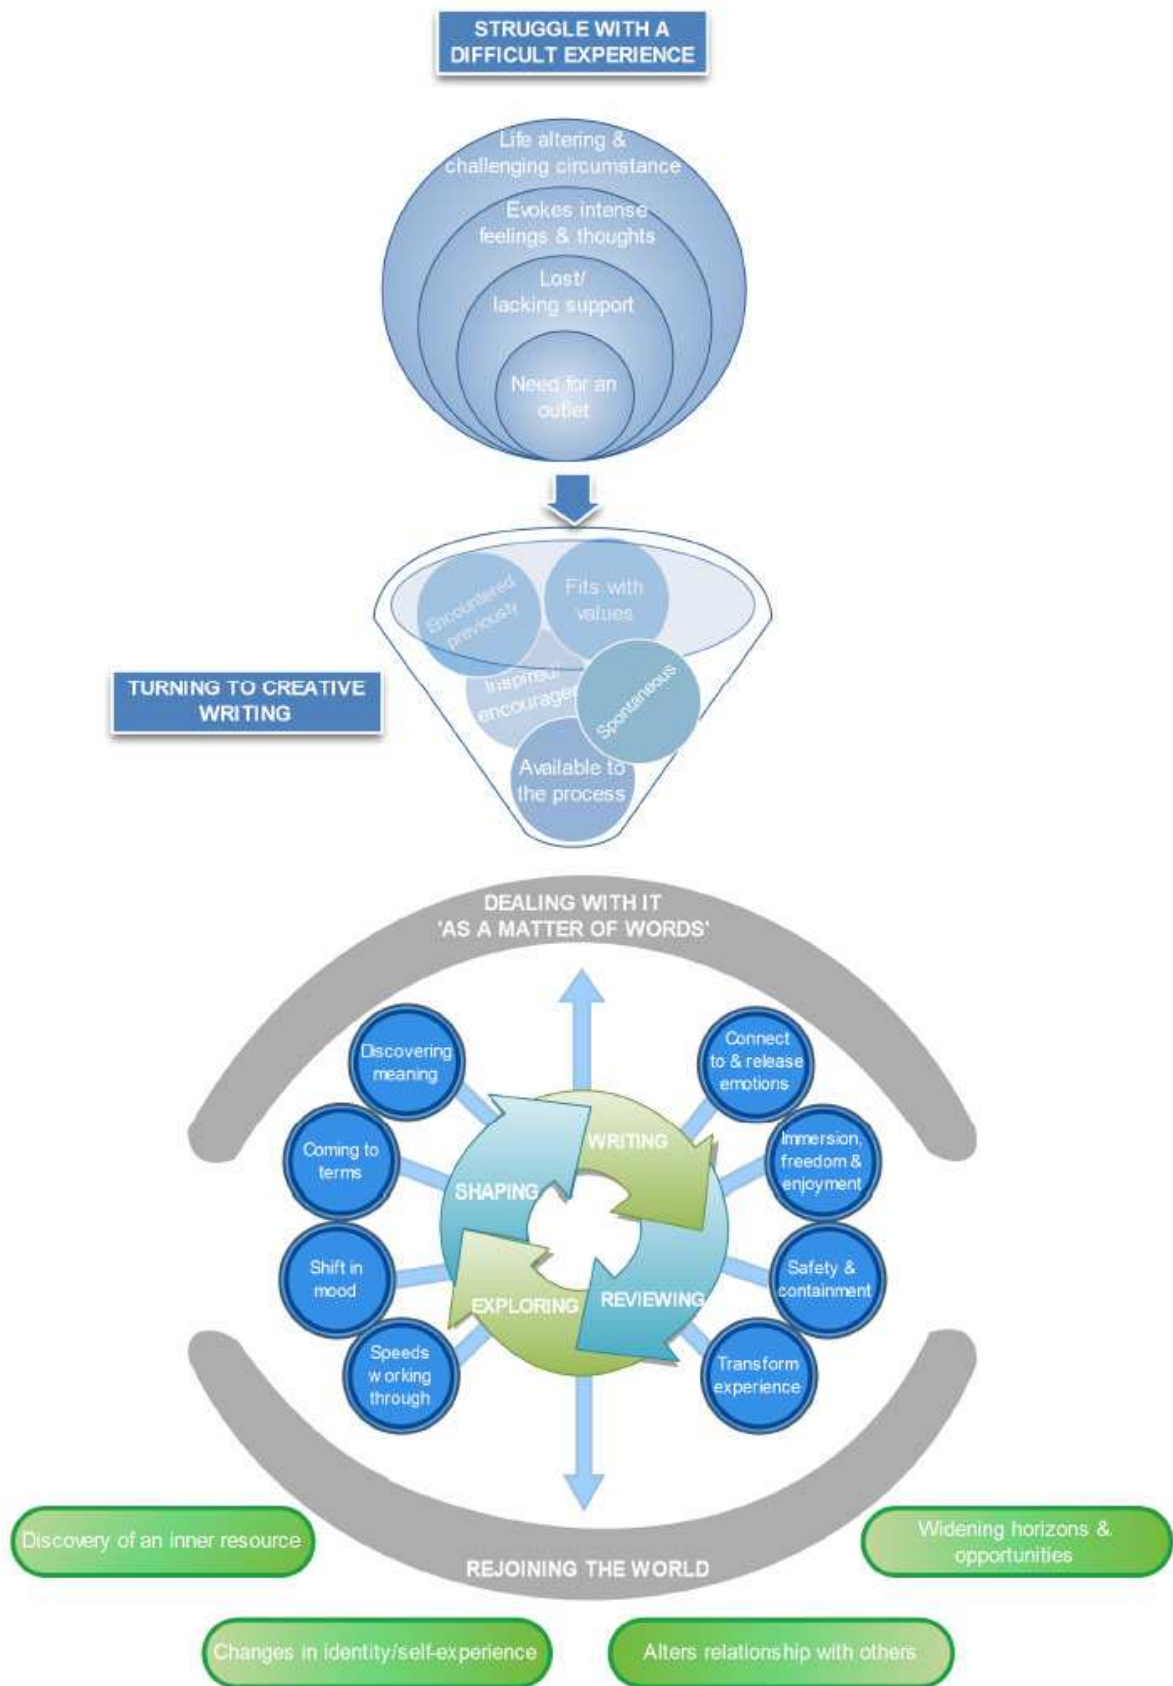 STRUGGLE WITH A
DIFFICULT EXPERIENCE
Life altering &
challenging circumstance
Evokes intense
feelings & thoughts
Lost/
lacking support
Need for an
outlet
Encountered
previously
Fits with
values
Inspired/
encouraged
Spontaneous
Available to
the process
TURNING TO CREATIVE
WRITING
DEALING WITH IT
'AS A MATTER OF WORDS'
Discovering
meaning
Coming to
terms
Shift in
mood
Speeds
working
through
WRITING
SHAPING
EXPLORING
REVIEWING
Connect
to & release
emotions
Immersion,
freedom &
enjoyment
Safety &
containment
Transform
experience
REJOINING THE WORLD
Discovery of an inner resource
Widening horizons &
opportunities
Changes in identity/self-experience
Alters relationship with others